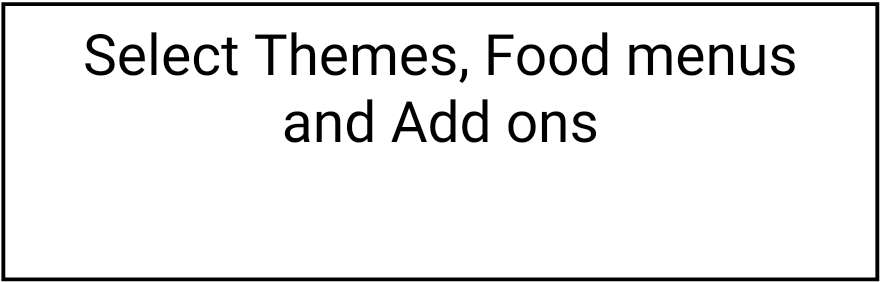 Select Themes, Food menus
and Add ons